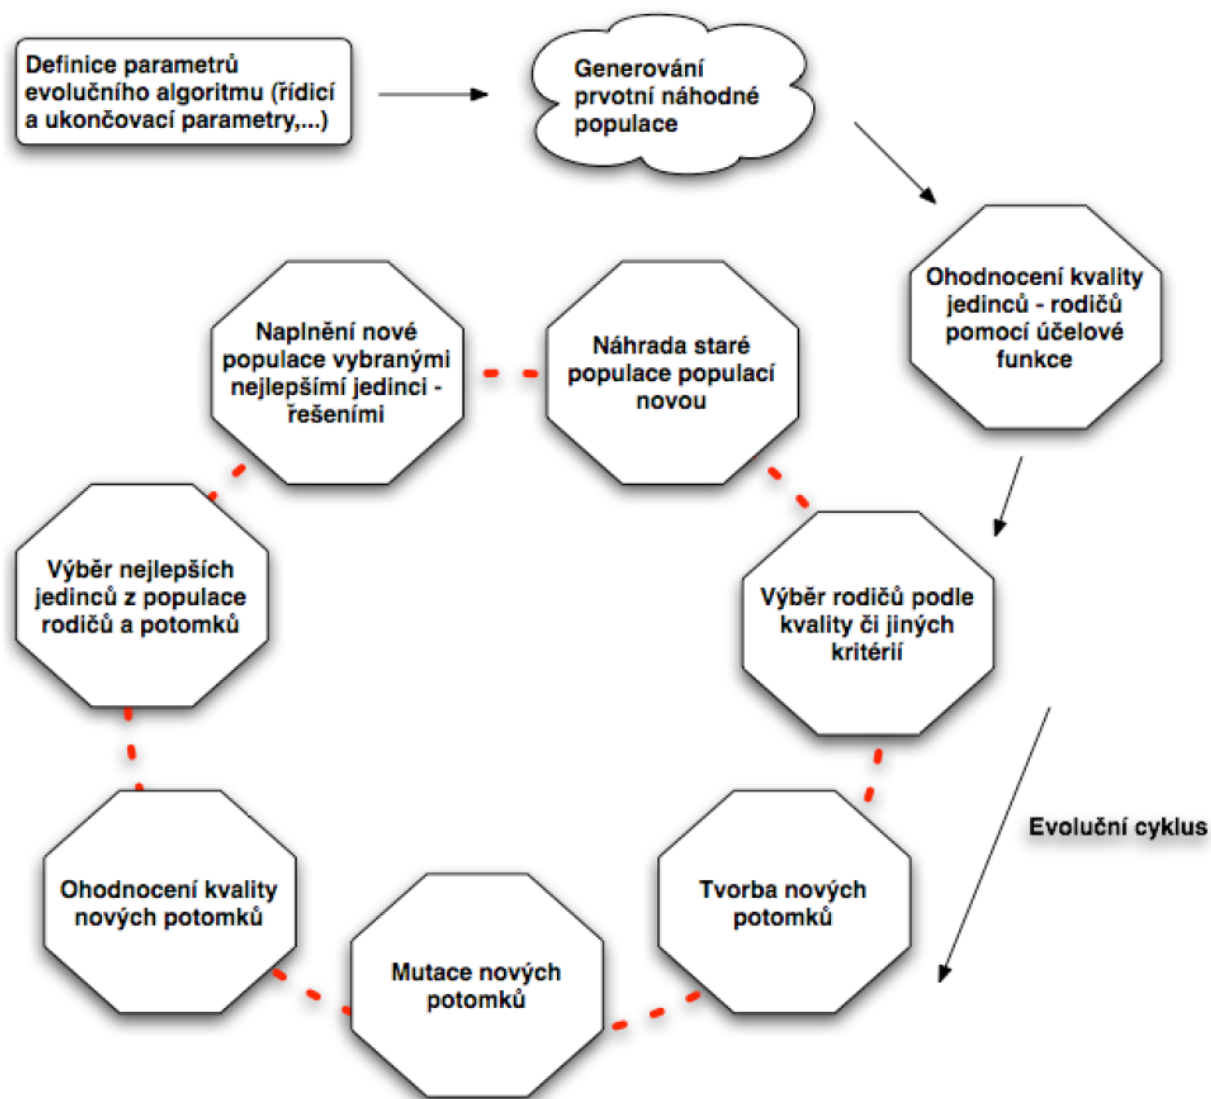 Definice parametrů
evolučního algoritmu (řídicí
a ukončovací parametry,...)
Generování
prvotní náhodné
populace
Ohodnocení kvality
jedinců - rodičů
pomocí účelové
funkce
Naplnění nové
populace vybranými
nejlepšímí jedinci -
řešeními
Náhrada staré
populace populací
novou
Výběr nejlepších
jedinců z populace
rodičů a potomků
Výběr rodičů podle
kvality či jiných
kritérií
Evoluční cyklus
Ohodnocení kvality
nových potomků
Tvorba nových
potomků
Mutace nových
potomků